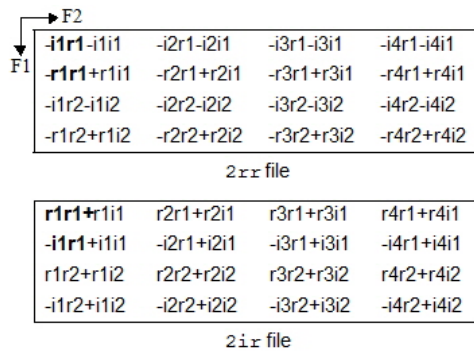 F2
F1
-i1r1-i1i1 -i2r1-i2i1 -i3r1-i3i1 -i4r1-i4i1
-r1r1+r1i1 -r2r1+r2i1 -r3r1+r3i1 -r4r1+r4i1
-i1r2-i1i2 -i2r2-i2i2 -i3r2-i3i2 -i4r2-i4i2
-r1r2+r1i2 -r2r2+r2i2 -r3r2+r3i2 -r4r2+r4i2
2rr file
r1r1+r1i1 r2r1+r2i1 r3r1+r3i1 r4r1+r4i1
-i1r1+i1i1 -i2r1+i2i1 -i3r1+i3i1 -i4r1+i4i1
r1r2+r1i2 r2r2+r2i2 r3r2+r3i2 r4r2+r4i2
-i1r2+i1i2 -i2r2+i2i2 -i3r2+i3i2 -i4r2+i4i2
2ir file